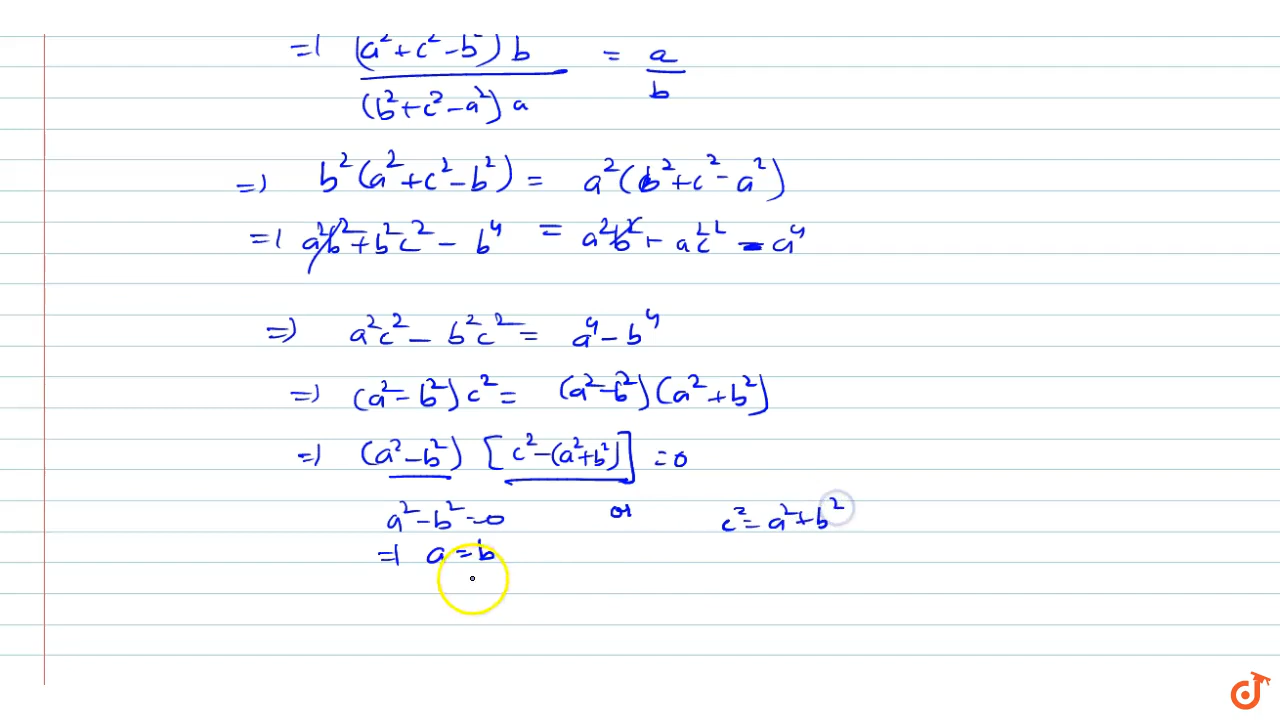 =) (a²+c²-b²) b / (b²+c²-a²) a = a/b
=) b²(a²+c²-b²) = a²(b²+c²-a²)
=) a²b²+b²c²-b⁴ = a²b²+a²c²-a⁴
=) a²c²-b²c² = a⁴-b⁴
=) (a²-b²)c² = (a²-b²)(a²+b²)
=) (a²-b²) [c²-(a²+b²)] = 0
a²-b²=0 or c²=a²+b²
=) a=b